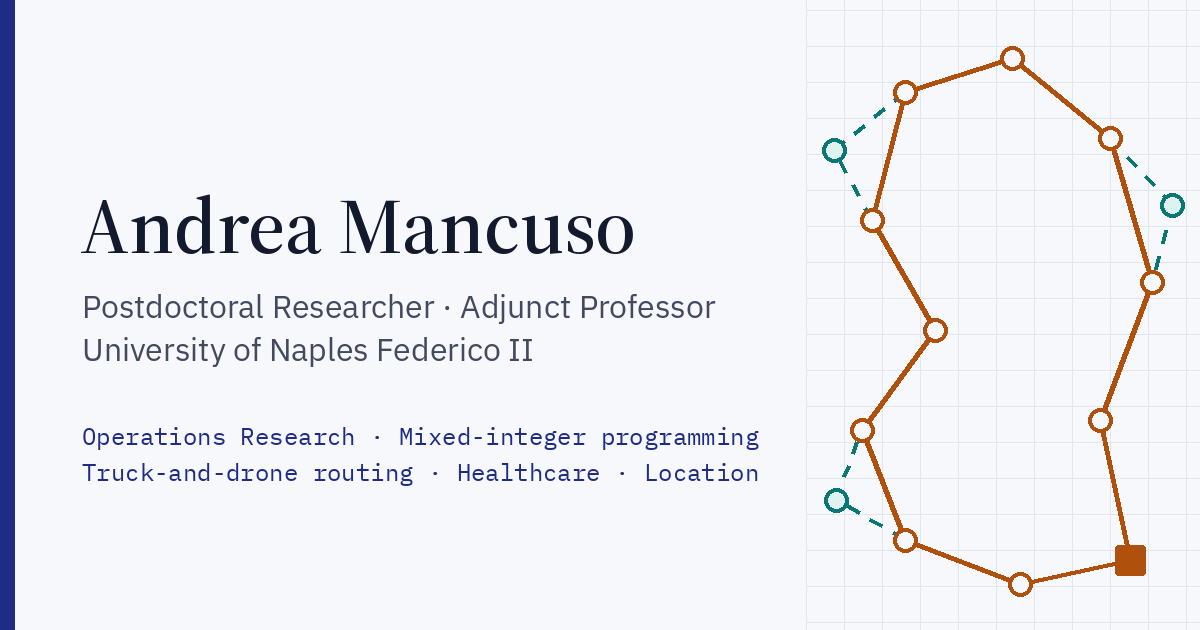 Andrea Mancuso
Postdoctoral Researcher · Adjunct Professor
University of Naples Federico II
Operations Research · Mixed-integer programming
Truck-and-drone routing · Healthcare · Location